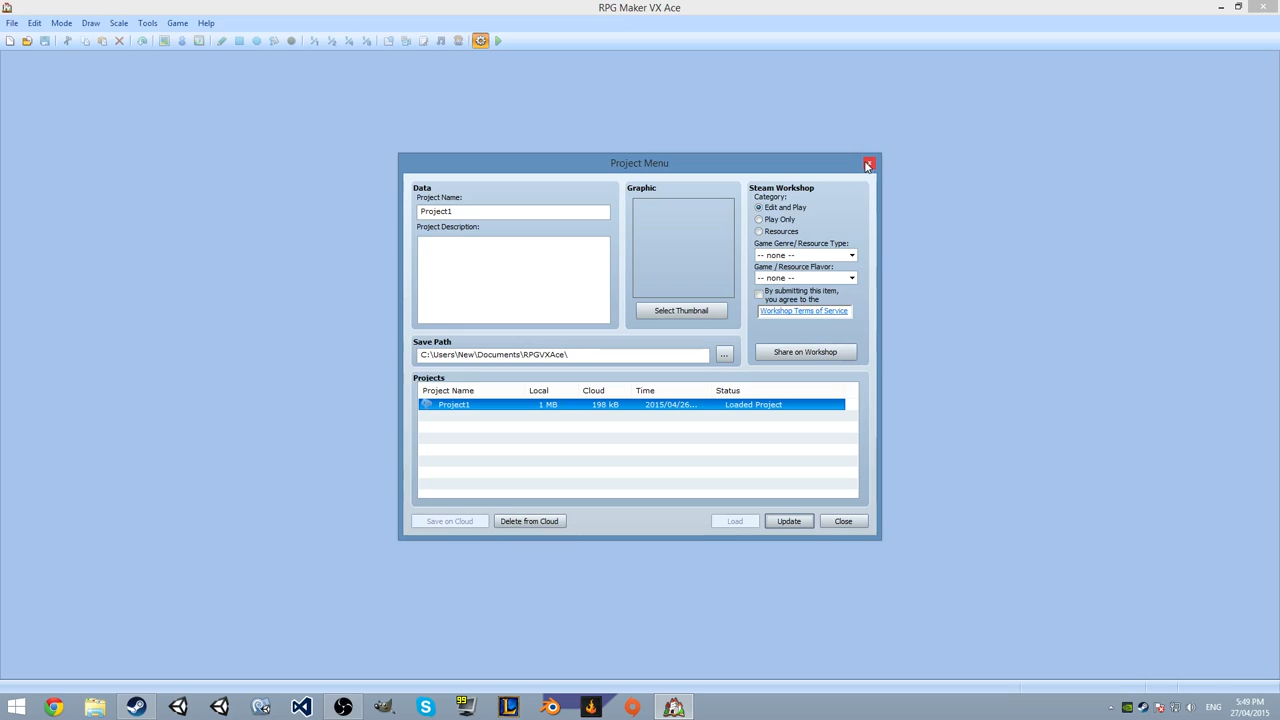 RPG Maker VX Ace
File Edit Mode Draw Scale Tools Game Help
Project Menu
Data
Project Name:
Project1
Project Description:
Graphic
Select Thumbnail
Steam Workshop
Category:
Edit and Play
Play Only
Resources
Game Genre/ Resource Type:
-- none --
Game / Resource Flavor:
-- none --
By submitting this item,
you agree to the
Workshop Terms of Service
Share on Workshop
Save Path
C:\Users\New\Documents\RPGVXAce\
...
Projects
Project Name Local Cloud Time Status
Project1 1 MB 198 kB 2015/04/26... Loaded Project
Save on Cloud Delete from Cloud Load Update Close
99
ENG
5:49 PM
27/04/2015